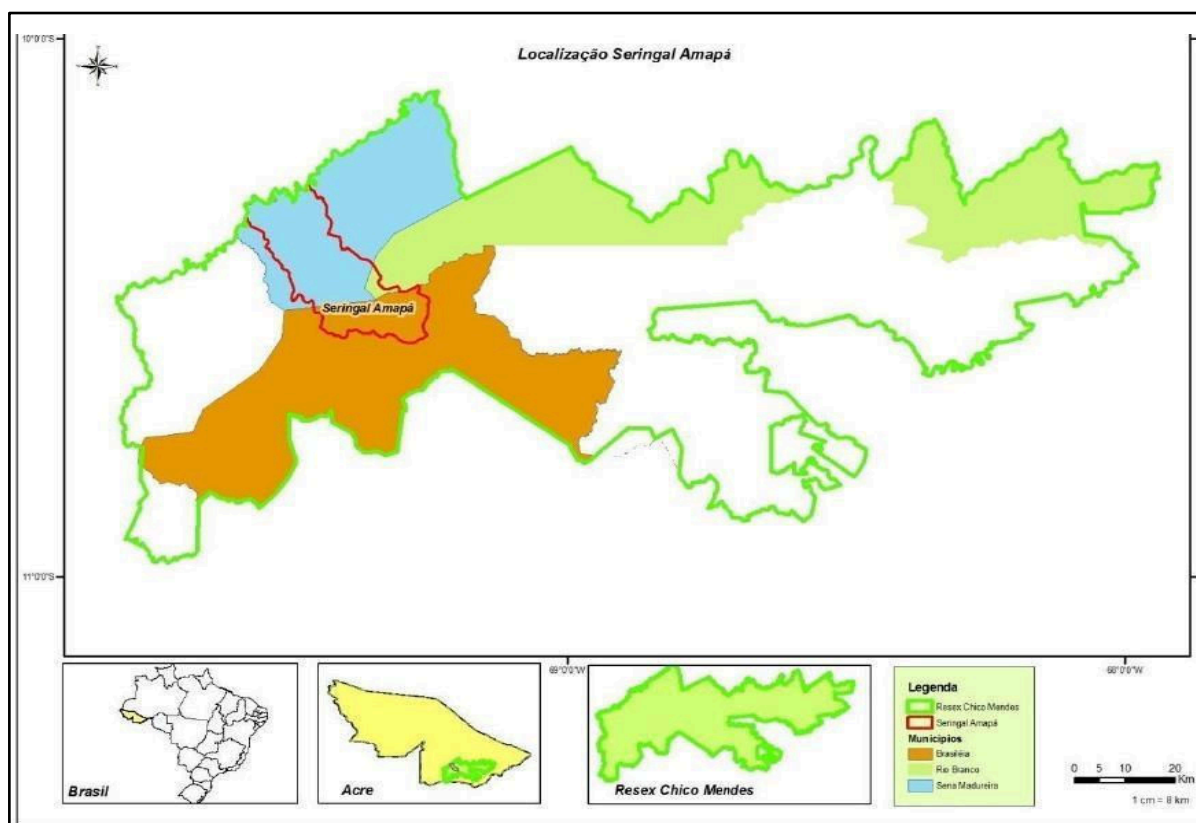 10°0'0"S
Localização Seringal Amapá
Seringal Amapá
11°0'0"S
69°0'0"W
68°0'0"W
Brasil
Acre
Resex Chico Mendes
Legenda
Resex Chico Mendes
Seringal Amapá
Municípios
Brasiléia
Rio Branco
Sena Madureira
0 5 10 20
Km
1 cm = 8 km